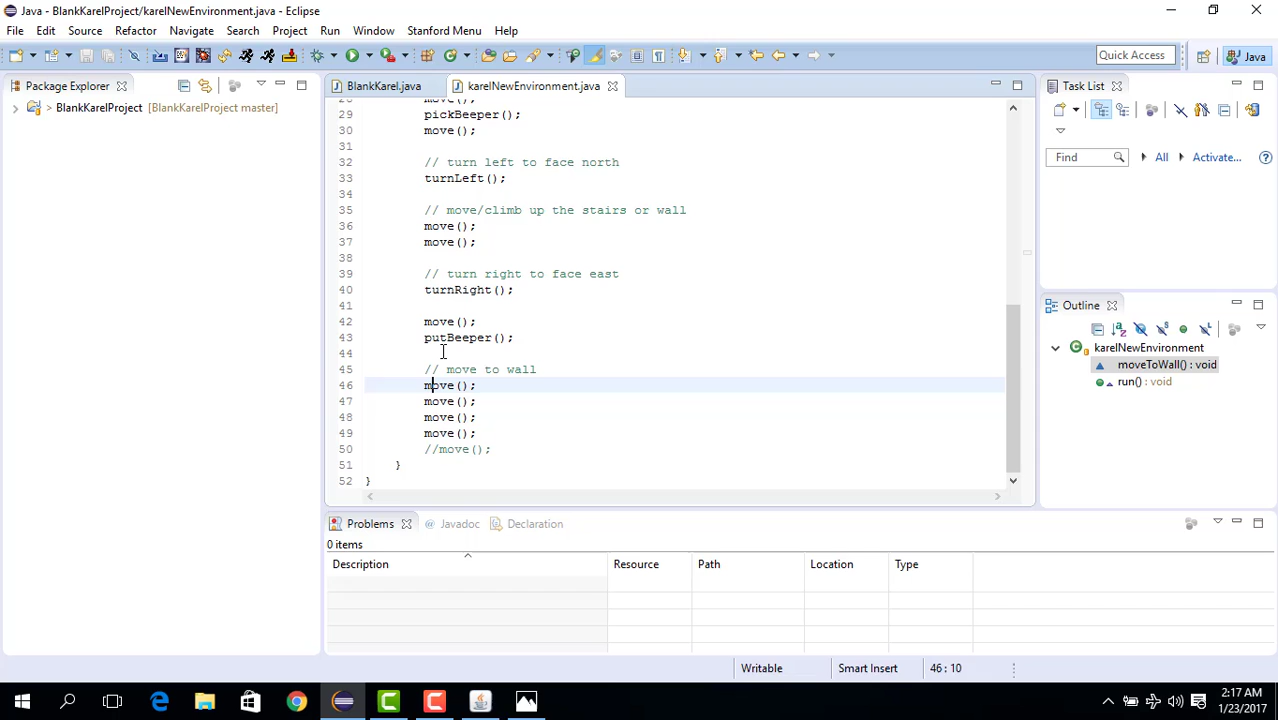 Java - BlankKarelProject/karelNewEnvironment.java - Eclipse
File Edit Source Refactor Navigate Search Project Run Window Stanford Menu Help
Quick Access
Java
Package Explorer
BlankKarel.java
karelNewEnvironment.java
Task List
> BlankKarelProject [BlankKarelProject master]
28 move();
29 pickBeeper();
30 move();
31
32 // turn left to face north
33 turnLeft();
34
35 // move/climb up the stairs or wall
36 move();
37 move();
38
39 // turn right to face east
40 turnRight();
41
42 move();
43 putBeeper();
44
45 // move to wall
46 move();
47 move();
48 move();
49 move();
50 //move();
51 }
52 }
Find
All
Activate...
Outline
karelNewEnvironment
moveToWall() : void
run() : void
Problems
@ Javadoc
Declaration
0 items
Description Resource Path Location Type
Writable Smart Insert 46 : 10
2:17 AM
1/23/2017